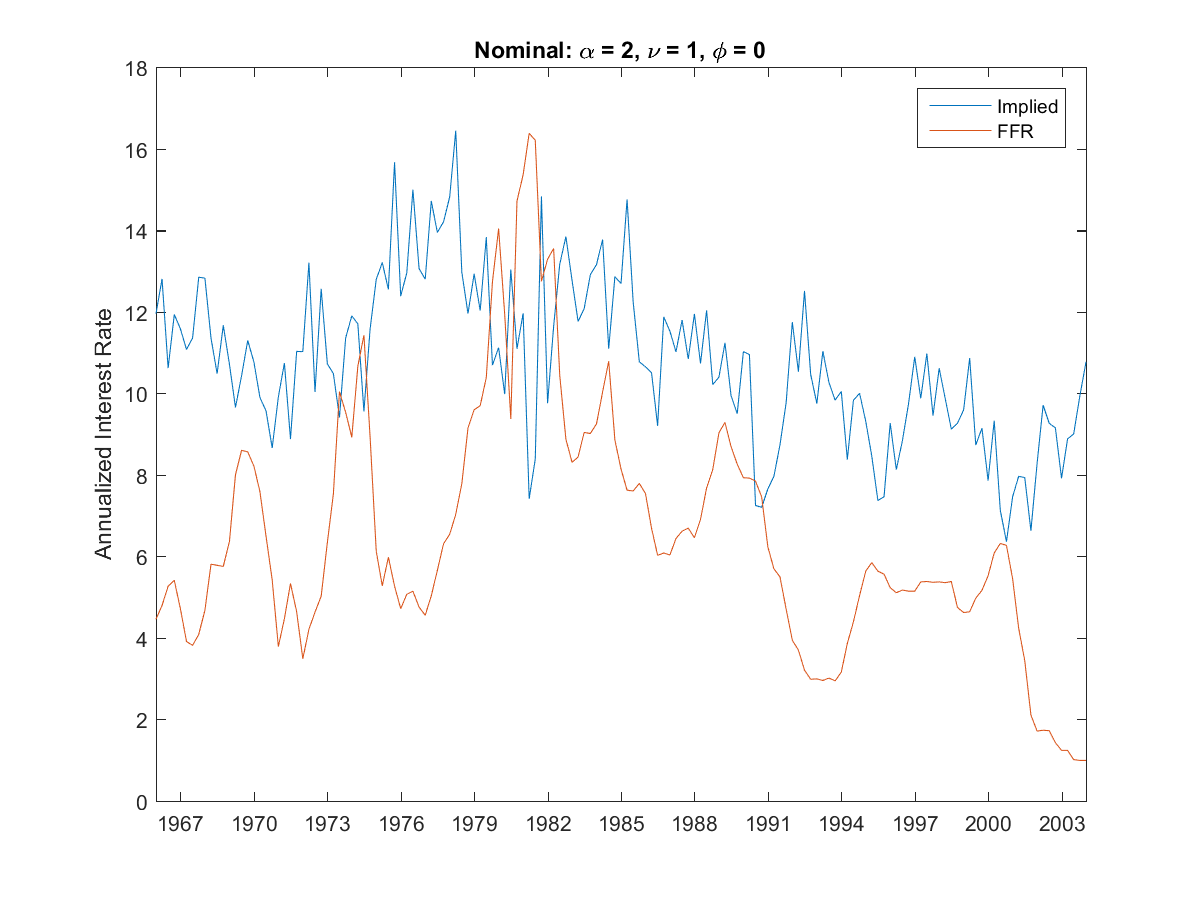 Nominal: α = 2, ν = 1, ϕ = 0
18
16
14
12
10
8
6
4
2
0
Annualized Interest Rate
Implied
FFR
1967 1970 1973 1976 1979 1982 1985 1988 1991 1994 1997 2000 2003